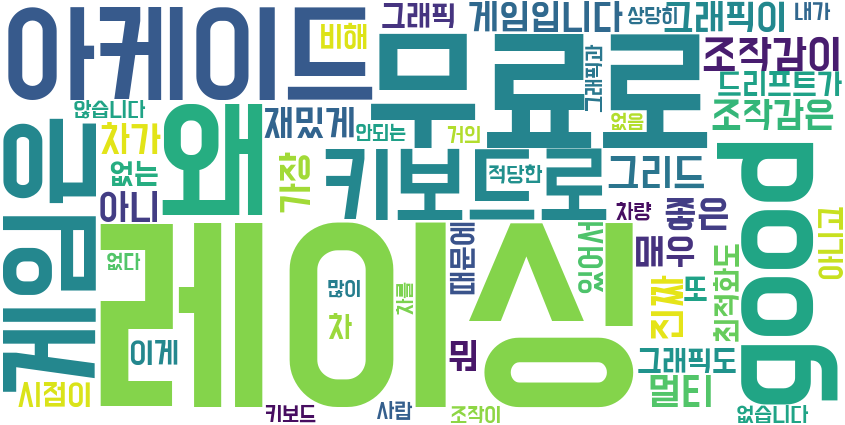 아케이드
비해
그래픽
게임입니다
상당히
그래픽이
내가
무료로
그래픽과
조작감이
드리프트가
않습니다
차가
왜
재밌게
안되는
거의
없음
조작감은
게임은
없는
아니
가장
키보드로
적당한
그리드
good
레이싱
차량
좋은
매우
아니고
없다
많이
차를
차
때문에
있어서
진짜
또
최적화도
이게
뭐
그래픽도
멀티
시점이
키보드
사람
조작이
없습니다